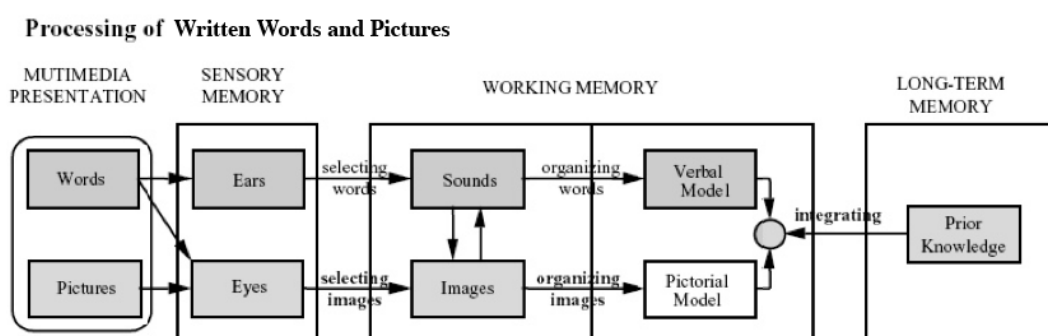 Processing of Written Words and Pictures
MUTIMEDIA
PRESENTATION
SENSORY
MEMORY
WORKING MEMORY
LONG-TERM
MEMORY
Words
Ears
selecting
words
Sounds
organizing
words
Verbal
Model
integrating
Prior
Knowledge
Pictures
Eyes
selecting
images
Images
organizing
images
Pictorial
Model